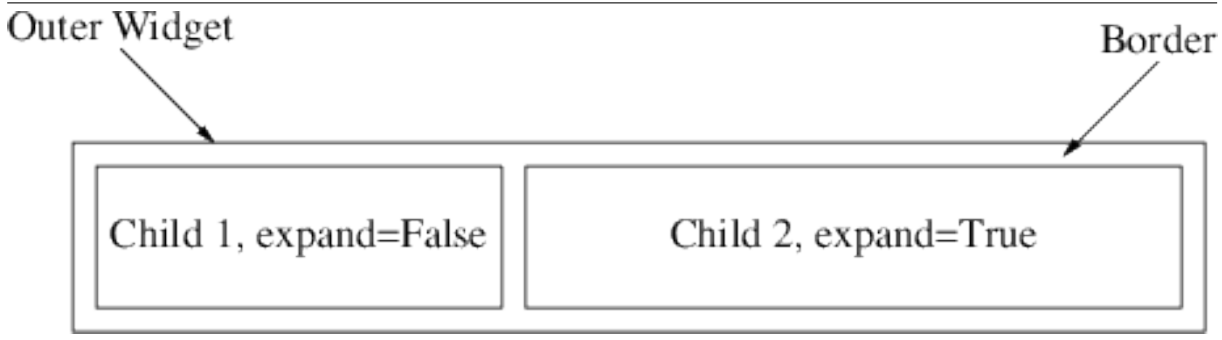 Outer Widget
Border
Child 1, expand=False
Child 2, expand=True